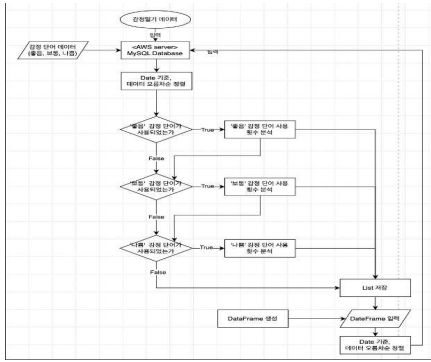 감정일기 데이터
입력
감정 단어 데이터
(좋음, 보통, 나쁨)
<AWS server>
MySQL Database
입력
Date 기준,
데이터 오름차순 정렬
'좋음' 감정 단어가
사용되었는가
True
'좋음' 감정 단어 사용
횟수 분석
False
'보통' 감정 단어가
사용되었는가
True
'보통' 감정 단어 사용
횟수 분석
False
'나쁨' 감정 단어가
사용되었는가
True
'나쁨' 감정 단어 사용
횟수 분석
False
List 저장
DataFrame 생성
DateFrame 입력
Date 기준,
데이터 오름차순 정렬